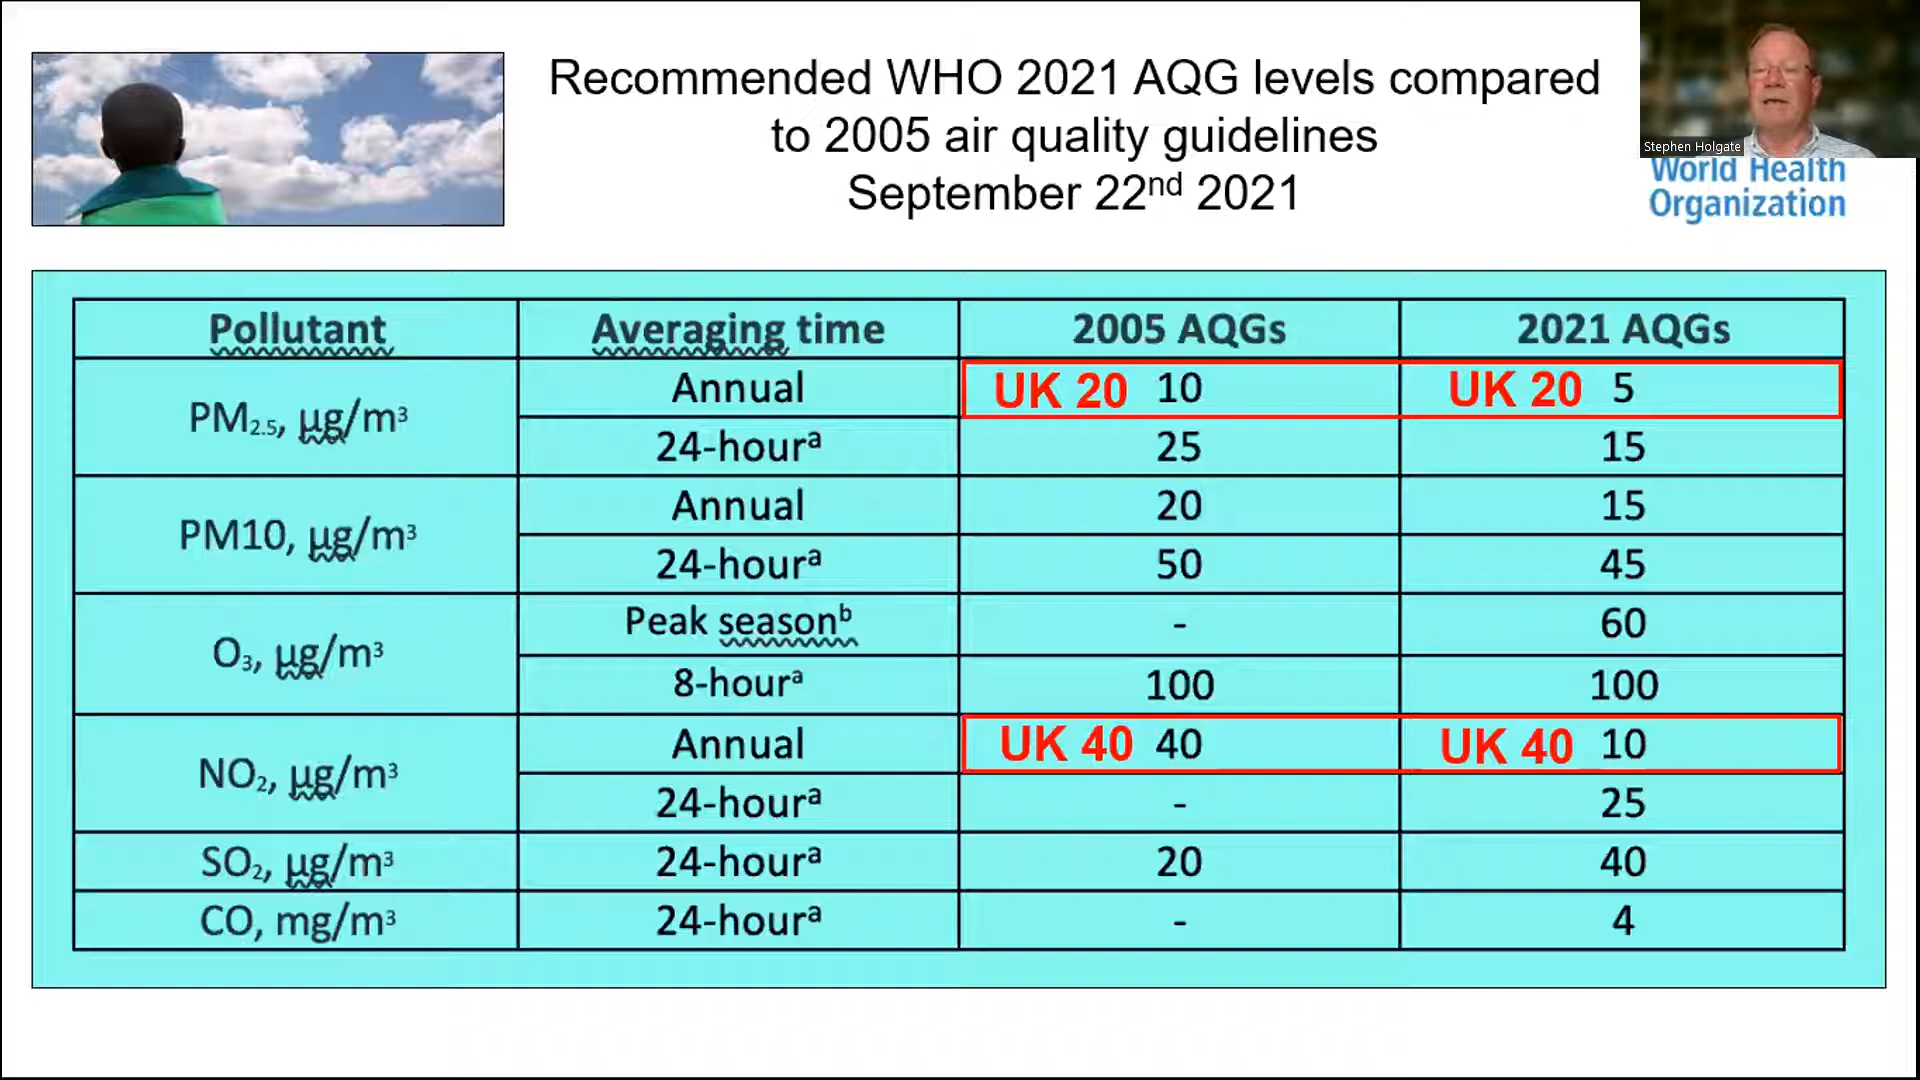 Recommended WHO 2021 AQG levels compared
to 2005 air quality guidelines
September 22nd 2021
Stephen Holgate
World Health
Organization
Pollutant Averaging time 2005 AQGs 2021 AQGs
PM2.5, µg/m³ Annual UK 20 10 UK 20 5
24-hourᵃ 25 15
PM10, µg/m³ Annual 20 15
24-hourᵃ 50 45
O₃, µg/m³ Peak seasonᵇ - 60
8-hourᵃ 100 100
NO₂, µg/m³ Annual UK 40 40 UK 40 10
24-hourᵃ - 25
SO₂, µg/m³ 24-hourᵃ 20 40
CO, mg/m³ 24-hourᵃ - 4